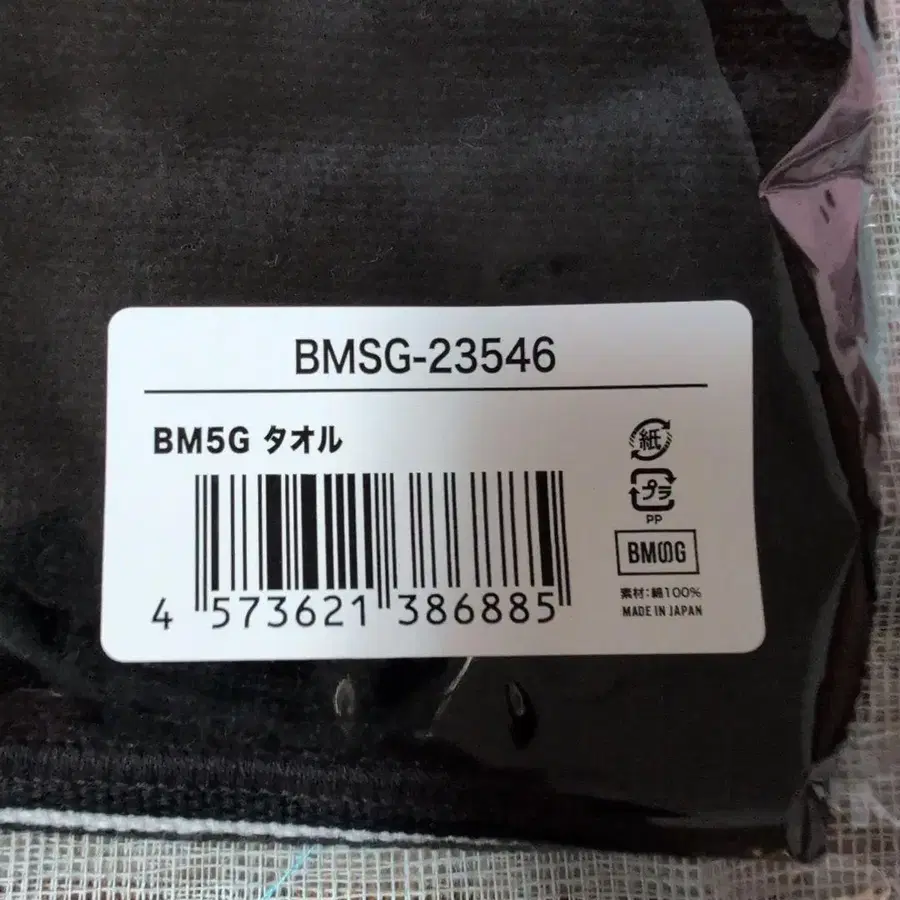 BMSG-23546
BM5G タオル
紙
プラ
PP
BMSG
素材:綿100%
MADE IN JAPAN
4 573621 386885